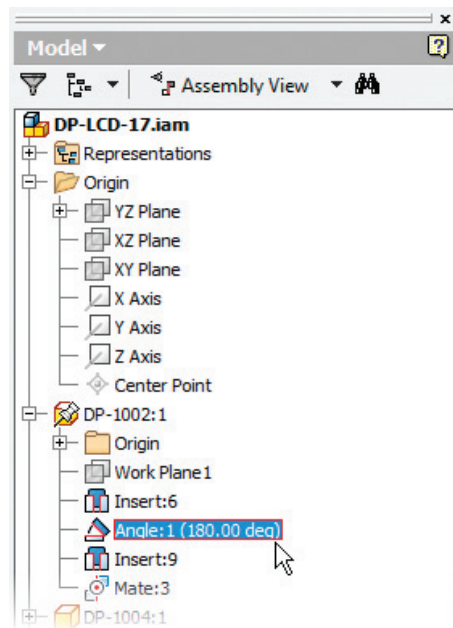 Model
Assembly View
DP-LCD-17.iam
Representations
Origin
YZ Plane
XZ Plane
XY Plane
X Axis
Y Axis
Z Axis
Center Point
DP-1002:1
Origin
Work Plane1
Insert:6
Angle:1 (180.00 deg)
Insert:9
Mate:3
DP-1004:1